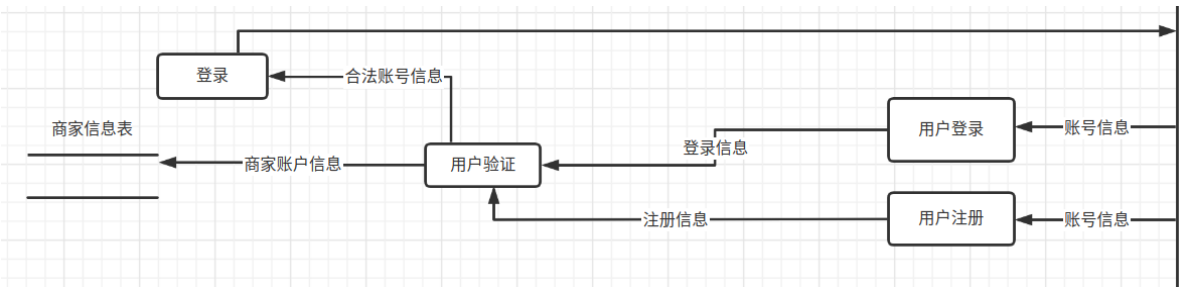 登录
合法账号信息
商家信息表
用户登录
账号信息
登录信息
商家账户信息
用户验证
注册信息
用户注册
账号信息